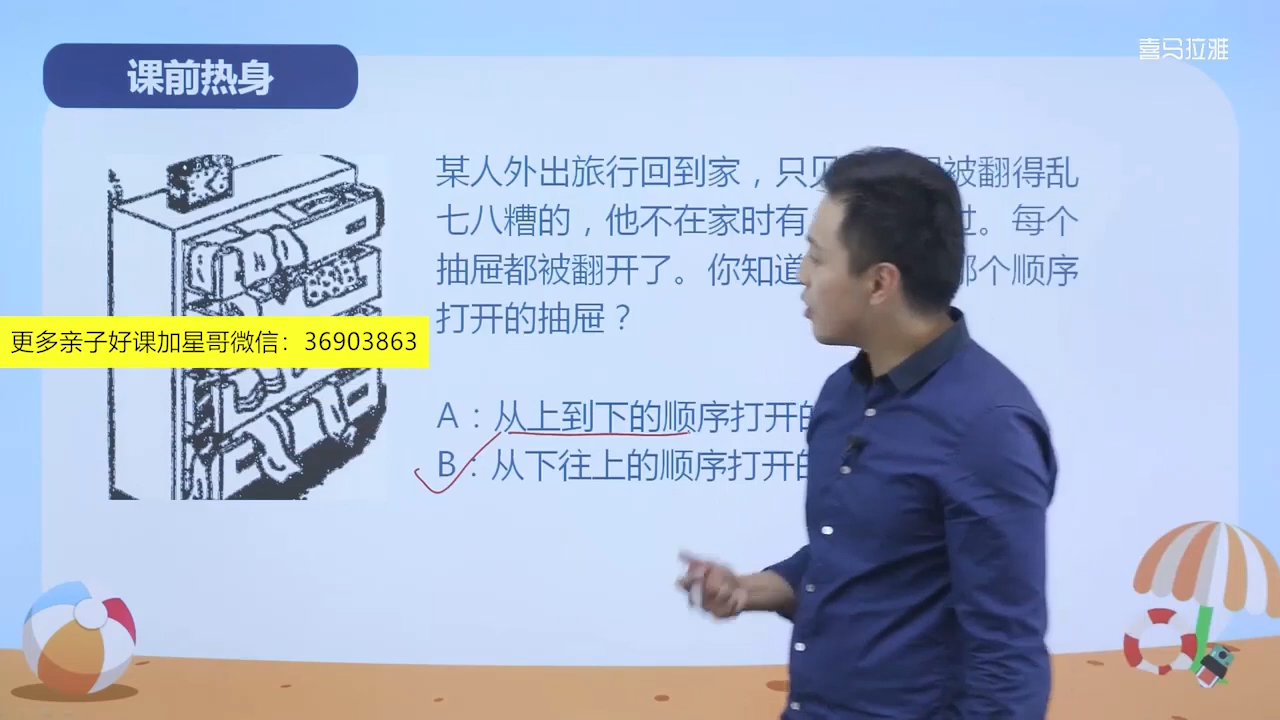 喜马拉雅
课前热身
某人外出旅行回到家，只见 被翻得乱
七八糟的，他不在家时有 过。每个
抽屉都被翻开了。你知道 那个顺序
打开的抽屉？
更多亲子好课加星哥微信：36903863
A：从上到下的顺序打开的
B：从下往上的顺序打开的